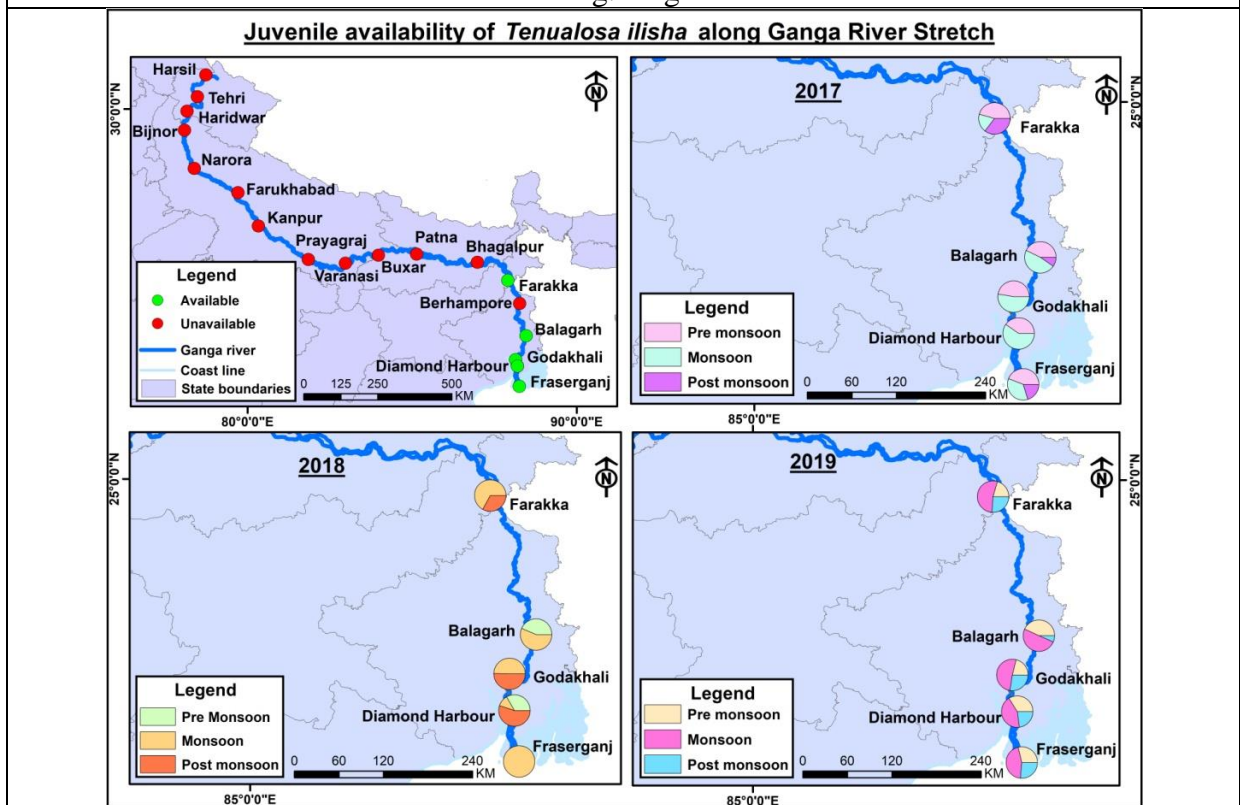 Juvenile availability of Tenualosa ilisha along Ganga River Stretch
Harsil
Tehri
Haridwar
Bijnor
Narora
Farukhabad
Kanpur
Prayagraj
Patna
Bhagalpur
Varanasi
Buxar
Farakka
Berhampore
Balagarh
Godakhali
Diamond Harbour
Fraserganj
Legend
Available
Unavailable
Ganga river
Coast line
State boundaries
0 125 250 500
KM
N
30°0'0"N
80°0'0"E
90°0'0"E
2017
N
25°0'0"N
Farakka
Balagarh
Godakhali
Diamond Harbour
Fraserganj
Legend
Pre monsoon
Monsoon
Post monsoon
0 60 120 240
KM
85°0'0"E
2018
N
25°0'0"N
Farakka
Balagarh
Godakhali
Diamond Harbour
Fraserganj
Legend
Pre Monsoon
Monsoon
Post monsoon
0 60 120 240
KM
85°0'0"E
2019
N
25°0'0"N
Farakka
Balagarh
Godakhali
Diamond Harbour
Fraserganj
Legend
Pre monsoon
Monsoon
Post monsoon
0 60 120 240
KM
85°0'0"E